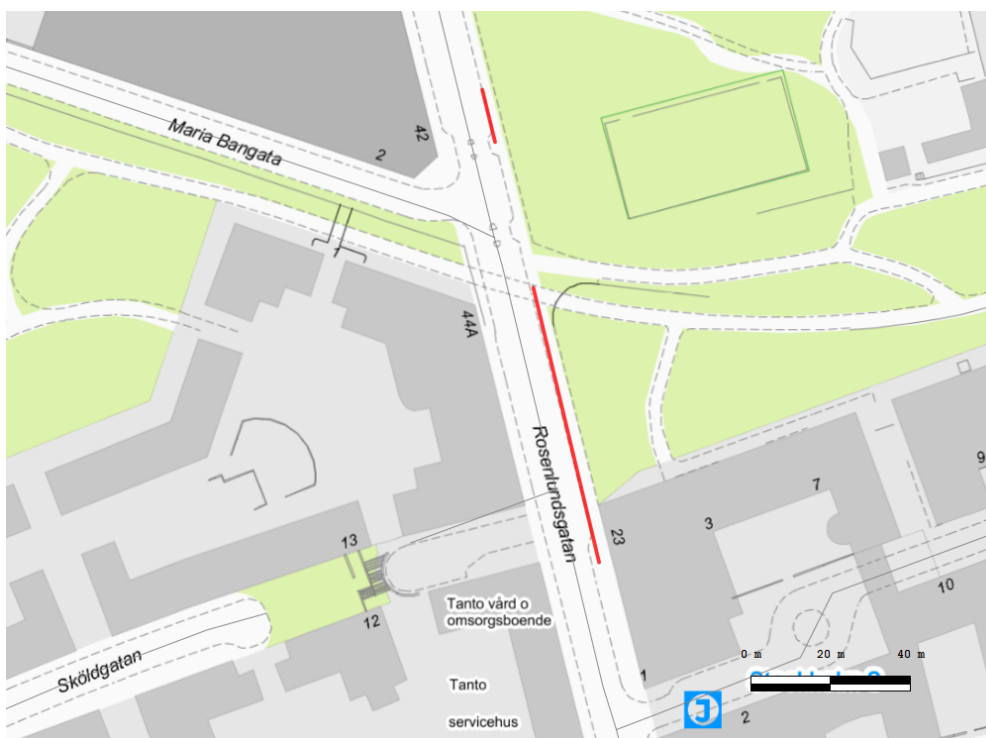 Maria Bangata
2
42
44A
Rosenlundsgatan
13
12
Sköldgatan
Tanto vård o
omsorgsboende
Tanto
servicehus
23
3
7
9
10
1
2
J
0 m 20 m 40 m